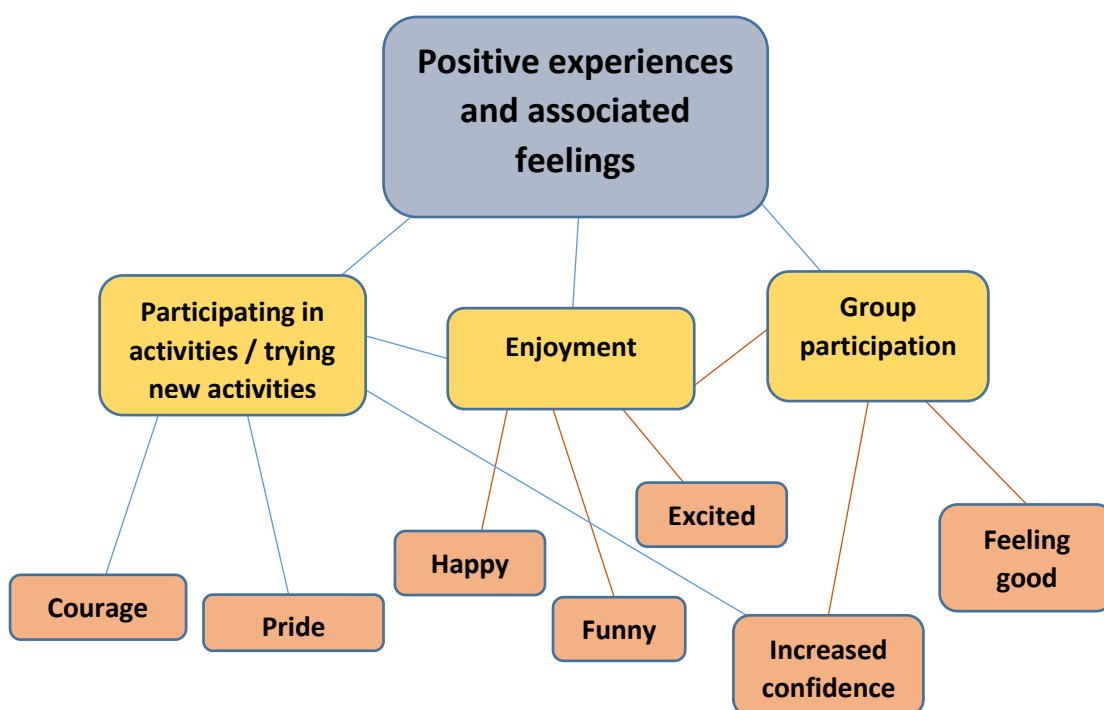 Positive experiences
and associated
feelings
Participating in
activities / trying
new activities
Enjoyment
Group
participation
Courage
Pride
Happy
Funny
Excited
Increased
confidence
Feeling
good